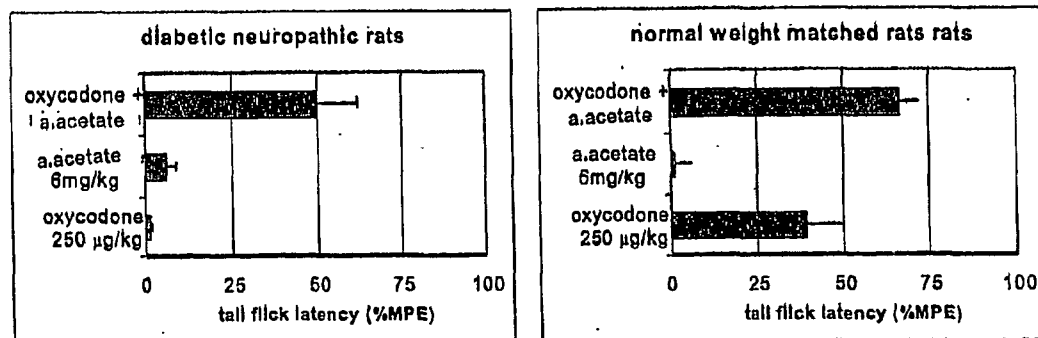 diabetic neuropathic rats
oxycodone +
a.acetate
a.acetate
6mg/kg
oxycodone
250 µg/kg
0 25 50 75 100
tail flick latency (%MPE)
normal weight matched rats rats
oxycodone +
a.acetate
a.acetate
6mg/kg
oxycodone
250 µg/kg
0 25 50 75 100
tail flick latency (%MPE)